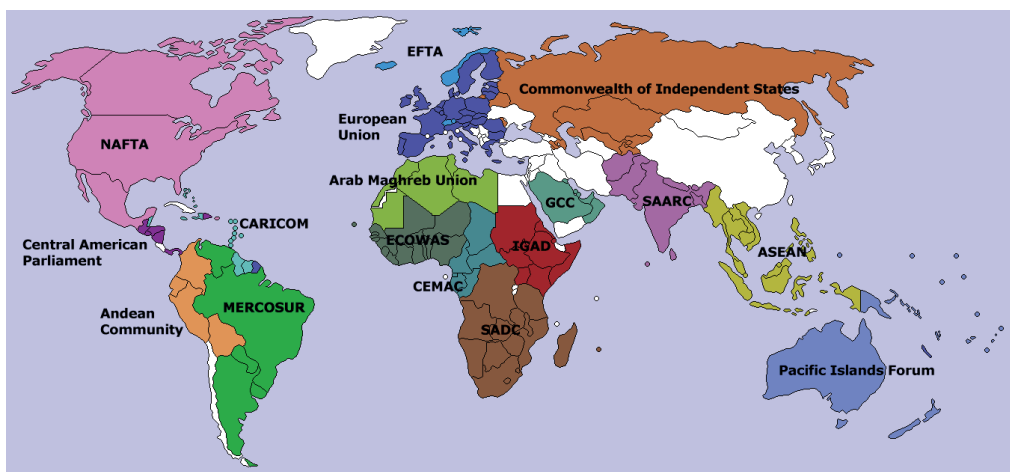 EFTA
Commonwealth of Independent States
European
Union
NAFTA
Arab Maghreb Union
GCC
SAARC
CARICOM
ECOWAS
IGAD
Central American
Parliament
ASEAN
CEMAC
MERCOSUR
Andean
Community
SADC
Pacific Islands Forum